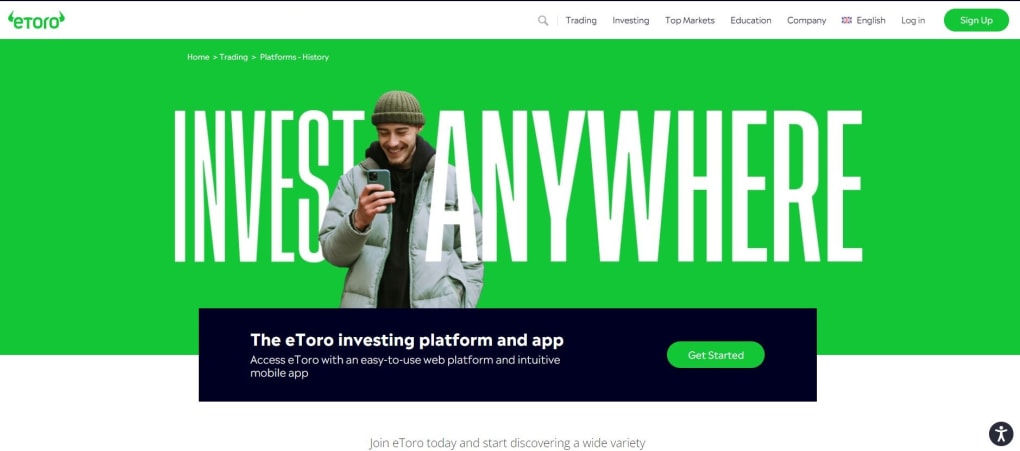 eToro
Trading Investing Top Markets Education Company English Log in Sign Up
Home > Trading > Platforms - History
INVEST ANYWHERE
The eToro investing platform and app
Access eToro with an easy-to-use web platform and intuitive
mobile app
Get Started
Join eToro today and start discovering a wide variety